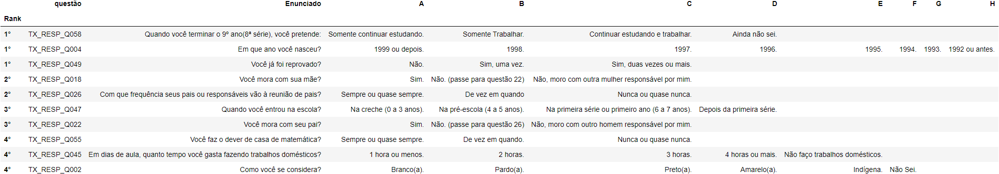 questão Enunciado A B C D E F G H
Rank
1° TX_RESP_Q058 Quando você terminar o 9º ano(8ª série), você pretende: Somente continuar estudando. Somente Trabalhar. Continuar estudando e trabalhar. Ainda não sei.
1° TX_RESP_Q004 Em que ano você nasceu? 1999 ou depois. 1998. 1997. 1996. 1995. 1994. 1993. 1992 ou antes.
1° TX_RESP_Q049 Você já foi reprovado? Não. Sim, uma vez. Sim, duas vezes ou mais.
2° TX_RESP_Q018 Você mora com sua mãe? Sim. Não. (passe para questão 22) Não, moro com outra mulher responsável por mim.
2° TX_RESP_Q026 Com que frequência seus pais ou responsáveis vão à reunião de pais? Sempre ou quase sempre. De vez em quando Nunca ou quase nunca.
3° TX_RESP_Q047 Quando você entrou na escola? Na creche (0 a 3 anos). Na pré-escola (4 a 5 anos). Na primeira série ou primeiro ano (6 a 7 anos). Depois da primeira série.
3° TX_RESP_Q022 Você mora com seu pai? Sim. Não. (passe para questão 26) Não, moro com outro homem responsável por mim.
4° TX_RESP_Q055 Você faz o dever de casa de matemática? Sempre ou quase sempre. De vez em quando. Nunca ou quase nunca.
4° TX_RESP_Q045 Em dias de aula, quanto tempo você gasta fazendo trabalhos domésticos? 1 hora ou menos. 2 horas. 3 horas. 4 horas ou mais. Não faço trabalhos domésticos.
4° TX_RESP_Q002 Como você se considera? Branco(a). Pardo(a). Preto(a). Amarelo(a). Indígena. Não Sei.